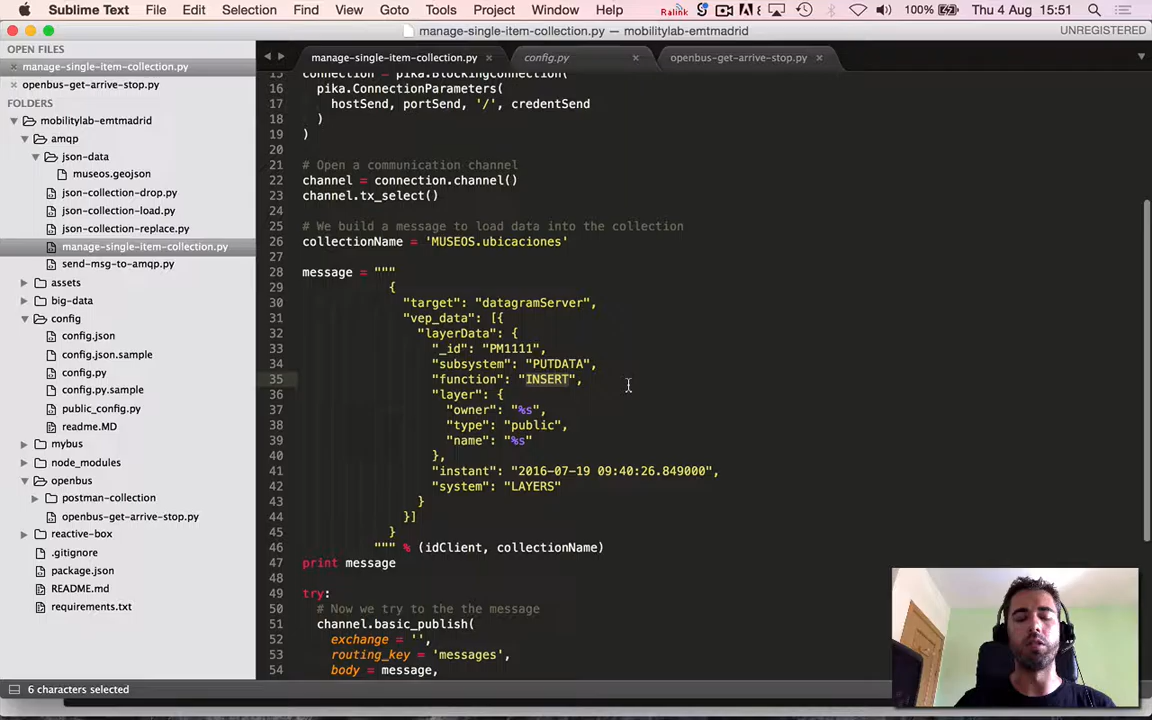 Sublime Text File Edit Selection Find View Goto Tools Project Window Help Ralink 100% Thu 4 Aug 15:51
manage-single-item-collection.py — mobilitylab-emtmadrid UNREGISTERED
OPEN FILES
manage-single-item-collection.py
openbus-get-arrive-stop.py
FOLDERS
mobilitylab-emtmadrid
amqp
json-data
museos.geojson
json-collection-drop.py
json-collection-load.py
json-collection-replace.py
manage-single-item-collection.py
send-msg-to-amqp.py
assets
big-data
config
config.json
config.json.sample
config.py
config.py.sample
public_config.py
readme.MD
mybus
node_modules
openbus
postman-collection
openbus-get-arrive-stop.py
reactive-box
.gitignore
package.json
README.md
requirements.txt
manage-single-item-collection.py × config.py × openbus-get-arrive-stop.py ×
15 connection = pika.BlockingConnection(
16 pika.ConnectionParameters(
17 hostSend, portSend, '/', credentSend
18 )
19 )
20
21 # Open a communication channel
22 channel = connection.channel()
23 channel.tx_select()
24
25 # We build a message to load data into the collection
26 collectionName = 'MUSEOS.ubicaciones'
27
28 message = """
29 {
30 "target": "datagramServer",
31 "vep_data": [{
32 "layerData": {
33 "_id": "PM1111",
34 "subsystem": "PUTDATA",
35 "function": "INSERT",
36 "layer": {
37 "owner": "%s",
38 "type": "public",
39 "name": "%s"
40 },
41 "instant": "2016-07-19 09:40:26.849000",
42 "system": "LAYERS"
43 }
44 }]
45 }
46 """ % (idClient, collectionName)
47 print message
48
49 try:
50 # Now we try to the the message
51 channel.basic_publish(
52 exchange = '',
53 routing_key = 'messages',
54 body = message,
6 characters selected